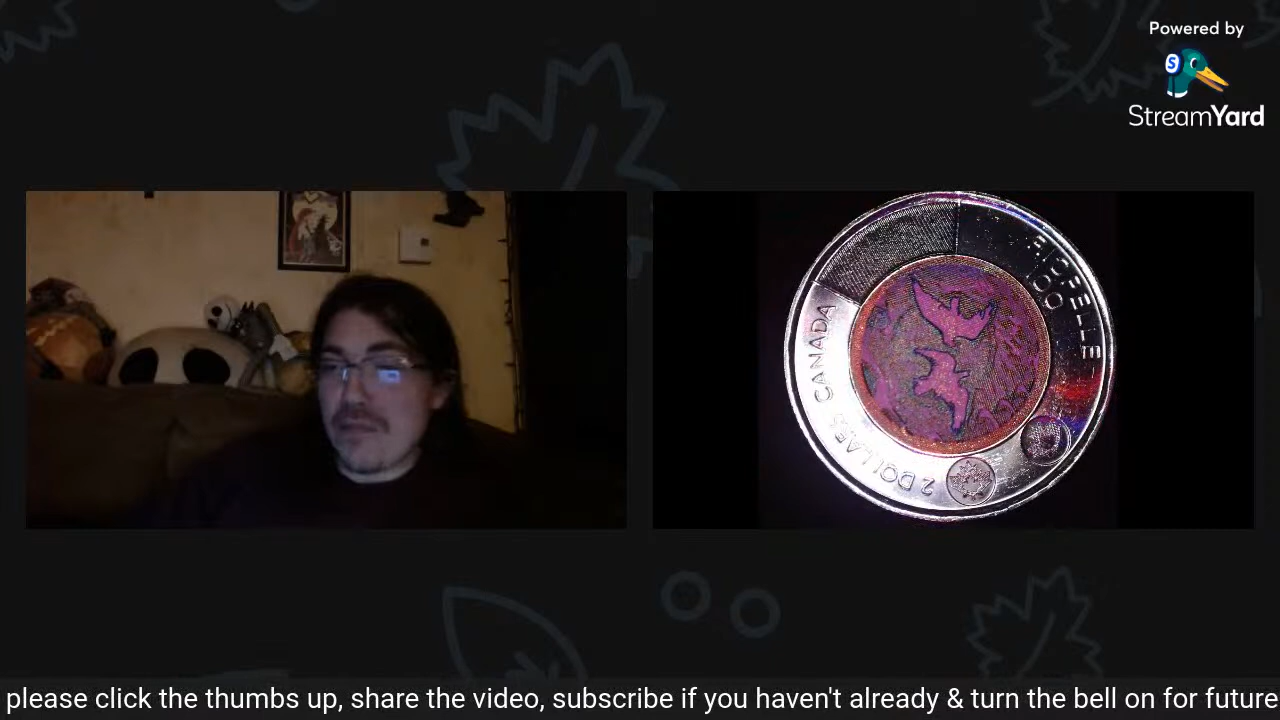 Powered by
S
StreamYard
RIOPELLE
100
2 DOLLARS CANADA
please click the thumbs up, share the video, subscribe if you haven't already & turn the bell on for future